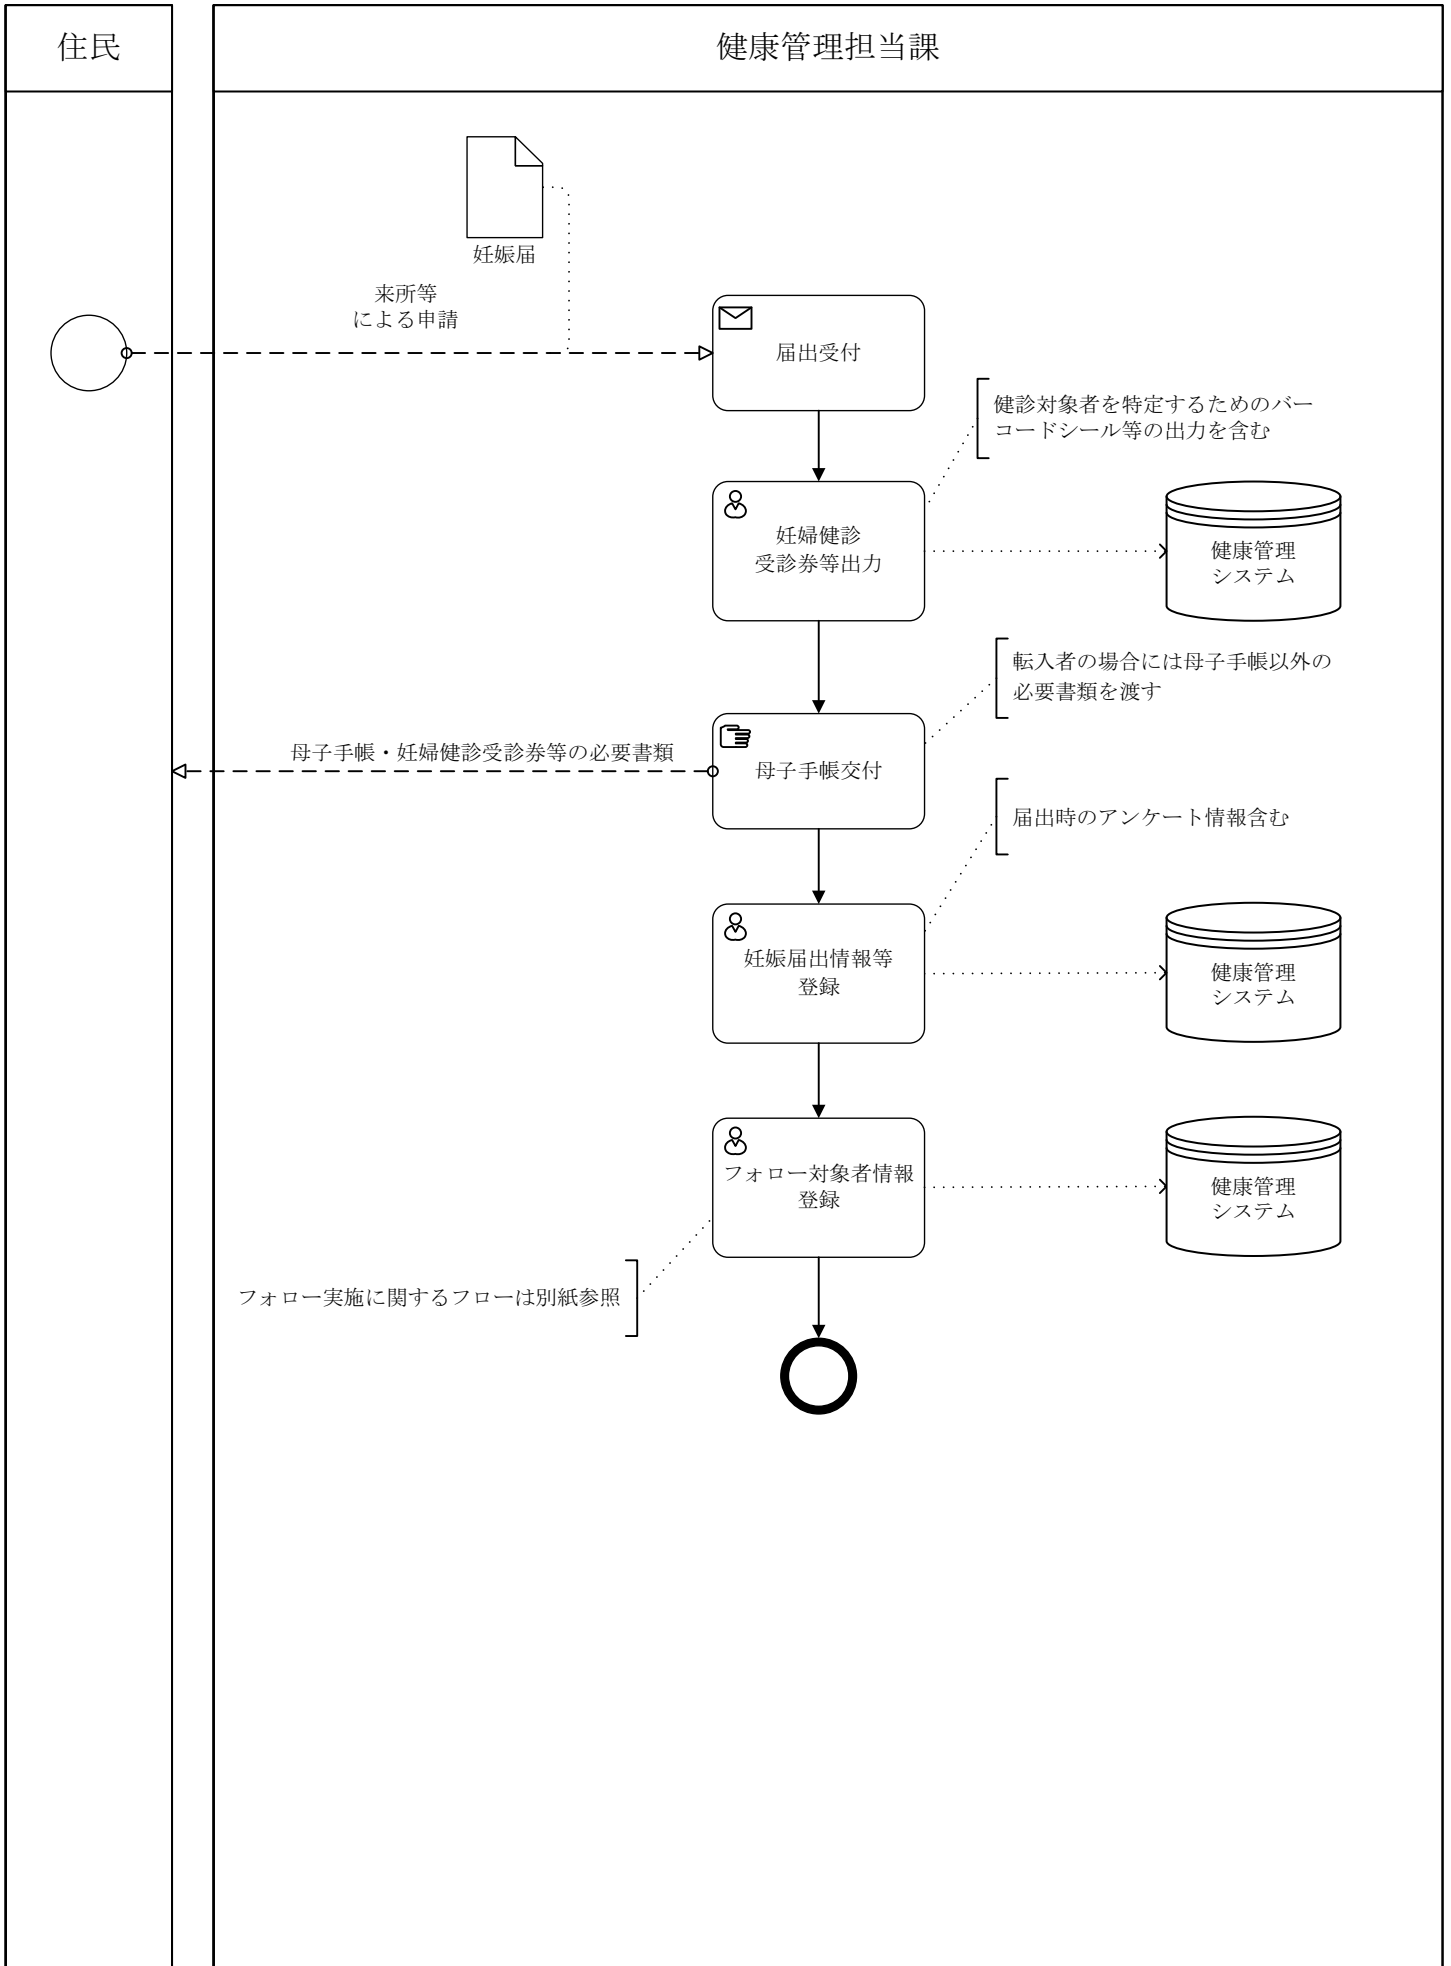 住民
健康管理担当課
妊娠届
来所等
による申請
届出受付
健診対象者を特定するためのバー
コードシール等の出力を含む
妊婦健診
受診券等出力
健康管理
システム
転入者の場合には母子手帳以外の
必要書類を渡す
母子手帳・妊婦健診受診券等の必要書類
母子手帳交付
届出時のアンケート情報含む
妊娠届出情報等
登録
健康管理
システム
フォロー対象者情報
登録
健康管理
システム
フォロー実施に関するフローは別紙参照